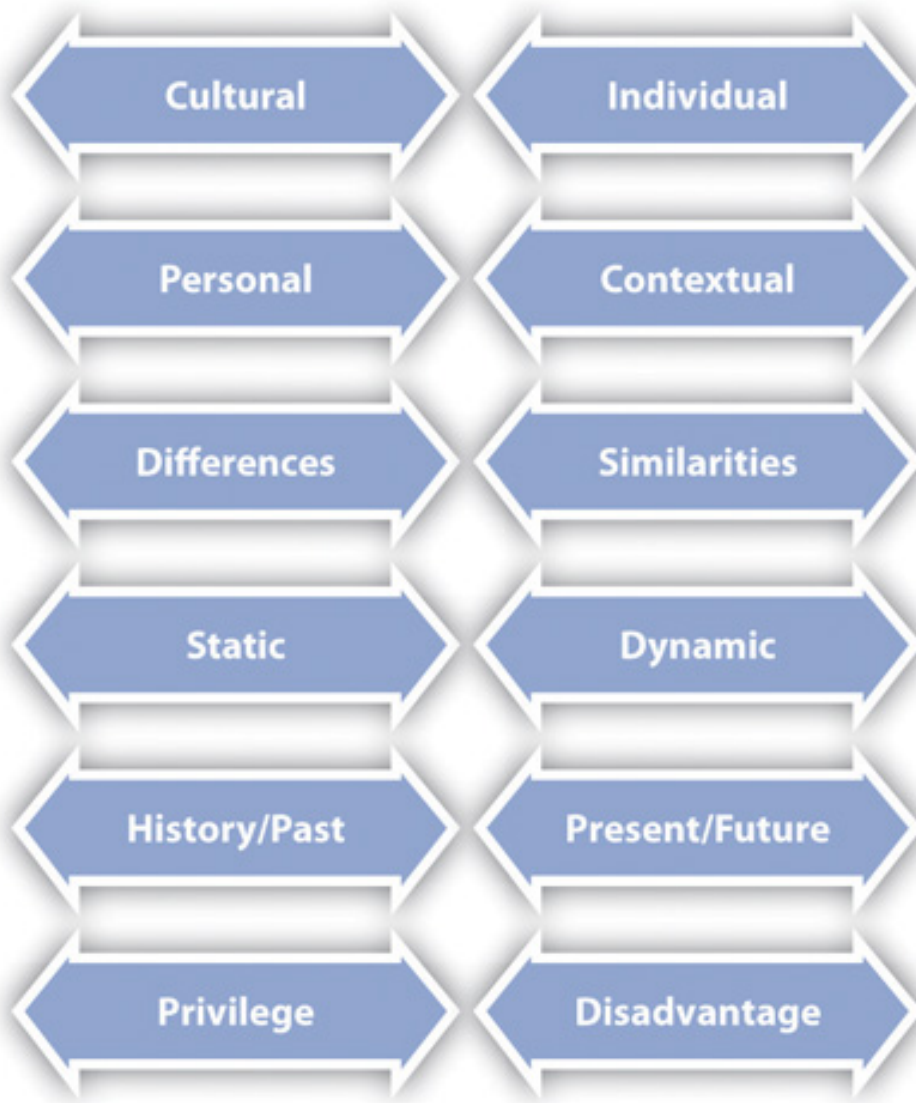 Cultural
Individual
Personal
Contextual
Differences
Similarities
Static
Dynamic
History/Past
Present/Future
Privilege
Disadvantage